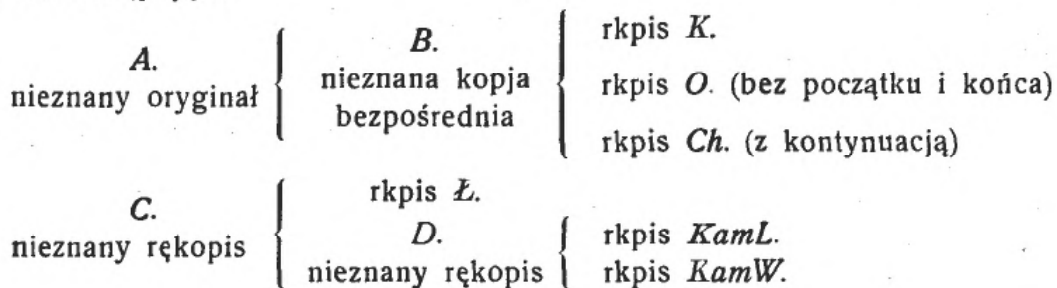 A.
nieznany oryginał
B.
nieznana kopja
bezpośrednia
rkpis K.
rkpis O. (bez początku i końca)
rkpis Ch. (z kontynuacją)
C.
nieznany rękopis
rkpis Ł.
D.
nieznany rękopis
rkpis KamL.
rkpis KamW.